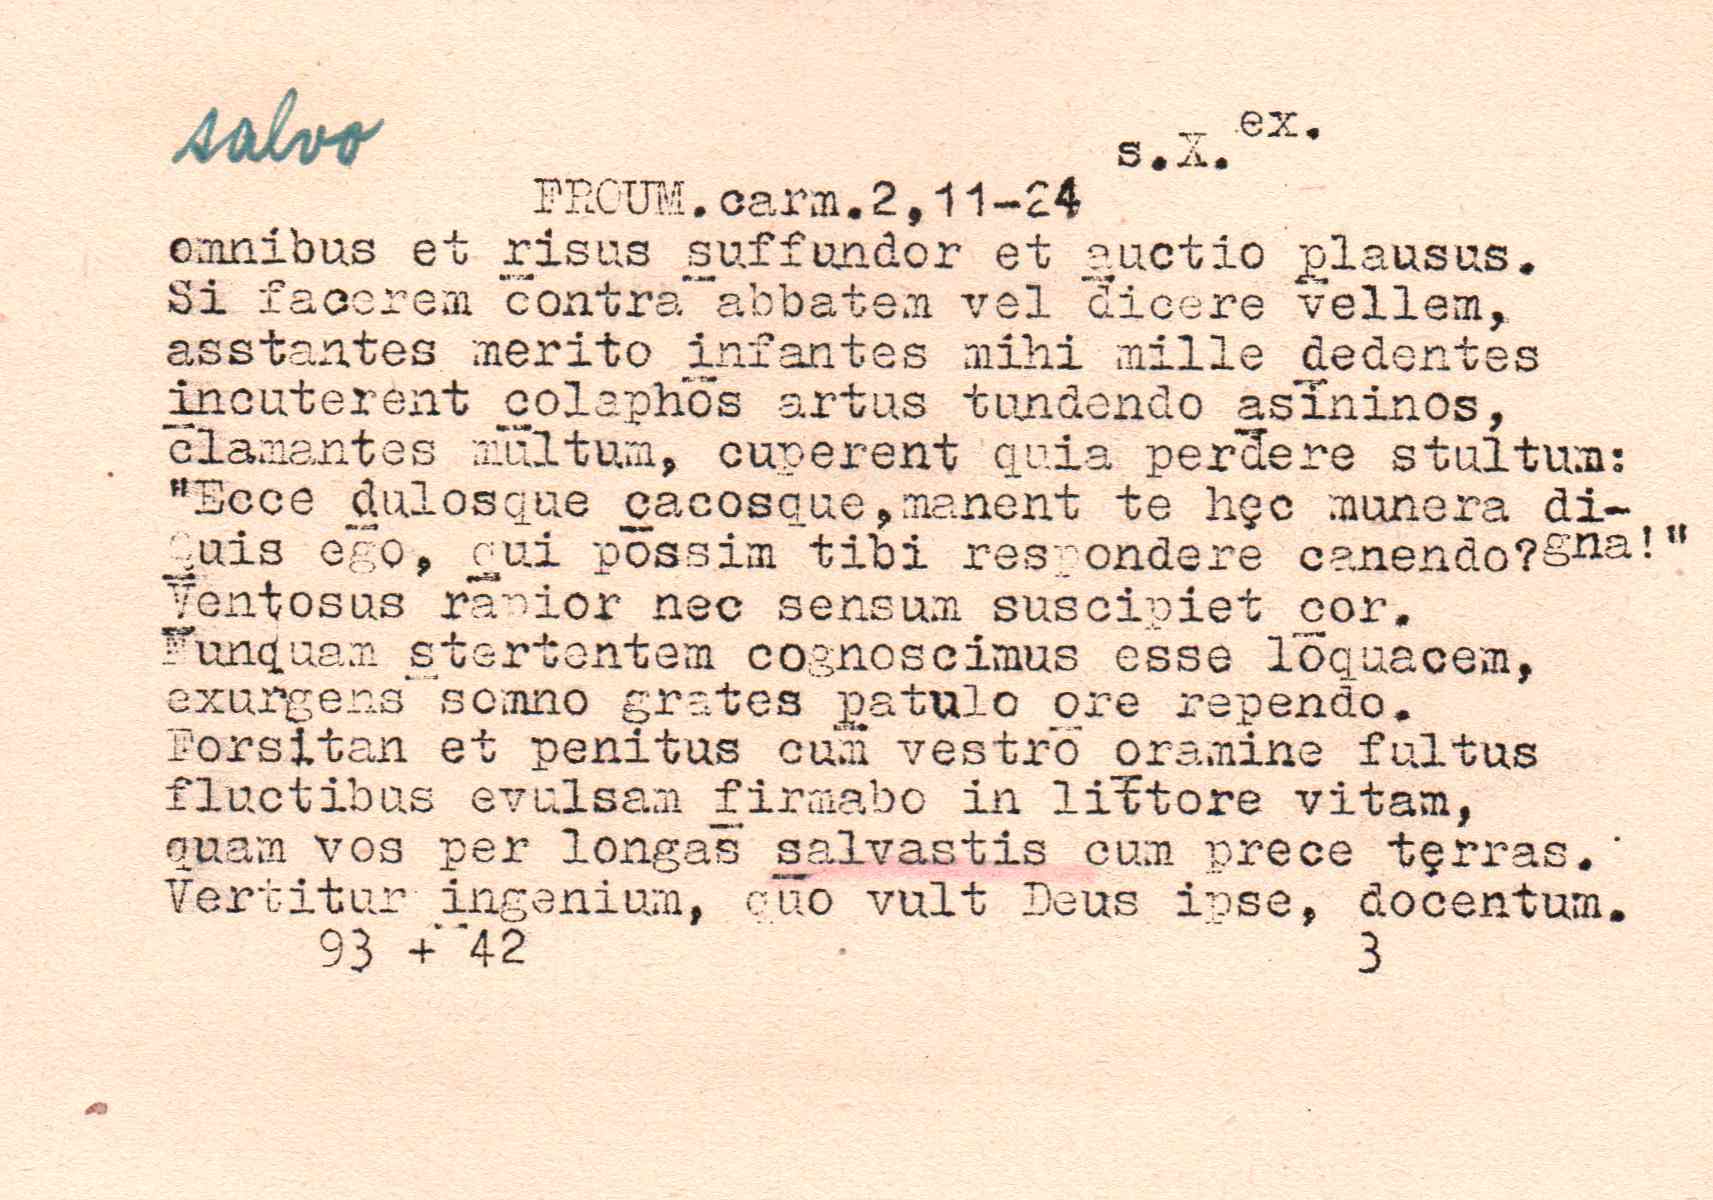 salvo
s.X.ex.
FROUM.carm.2,11-24
omnibus et risus suffundor et auctio plausus.
Si facerem contra abbatem vel dicere vellem,
asstantes merito infantes mihi mille dedentes
incuterent colaphos artus tundendo asininos,
clamantes multum, cuperent quia perdere stultum:
"Ecce dulosque cacosque,manent te hęc munera di-
gna!"
Quis ego, qui possim tibi respondere canendo?
Ventosus rapior nec sensum suscipiet cor.
Nunquam stertentem cognoscimus esse loquacem,
exurgens somno grates patulo ore rependo.
Forsitan et penitus cum vestro oramine fultus
fluctibus evulsam firmabo in littore vitam,
quam vos per longas salvastis cum prece tęrras.
Vertitur ingenium, quo vult Deus ipse, docentum.
93 + 42 3